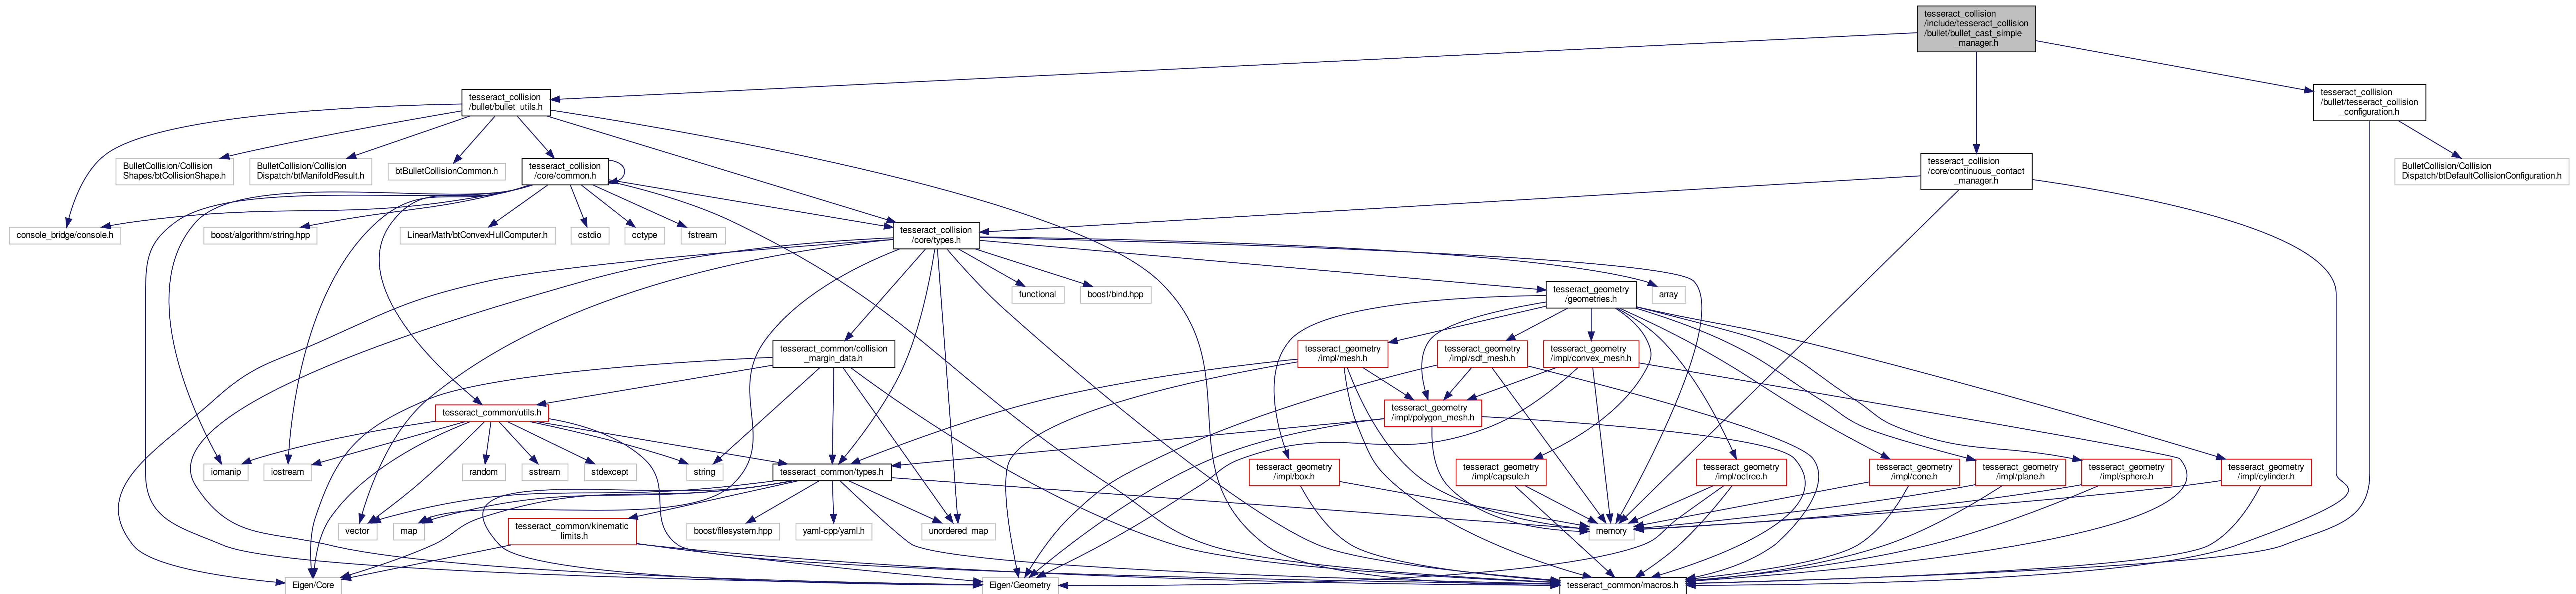 tesseract_collision
/include/tesseract_collision
/bullet/bullet_cast_simple
_manager.h
tesseract_collision
/bullet/bullet_utils.h
tesseract_collision
/bullet/tesseract_collision
_configuration.h
BulletCollision/Collision
Shapes/btCollisionShape.h
BulletCollision/Collision
Dispatch/btManifoldResult.h
btBulletCollisionCommon.h
tesseract_collision
/core/common.h
tesseract_collision
/core/continuous_contact
_manager.h
BulletCollision/Collision
Dispatch/btDefaultCollisionConfiguration.h
console_bridge/console.h
boost/algorithm/string.hpp
LinearMath/btConvexHullComputer.h
cstdio
cctype
fstream
tesseract_collision
/core/types.h
functional
boost/bind.hpp
tesseract_geometry
/geometries.h
array
tesseract_common/collision
_margin_data.h
tesseract_geometry
/impl/mesh.h
tesseract_geometry
/impl/sdf_mesh.h
tesseract_geometry
/impl/convex_mesh.h
tesseract_common/utils.h
tesseract_geometry
/impl/polygon_mesh.h
iomanip
iostream
random
sstream
stdexcept
string
tesseract_common/types.h
tesseract_geometry
/impl/box.h
tesseract_geometry
/impl/capsule.h
tesseract_geometry
/impl/octree.h
tesseract_geometry
/impl/cone.h
tesseract_geometry
/impl/plane.h
tesseract_geometry
/impl/sphere.h
tesseract_geometry
/impl/cylinder.h
vector
map
tesseract_common/kinematic
_limits.h
boost/filesystem.hpp
yaml-cpp/yaml.h
unordered_map
memory
Eigen/Core
Eigen/Geometry
tesseract_common/macros.h